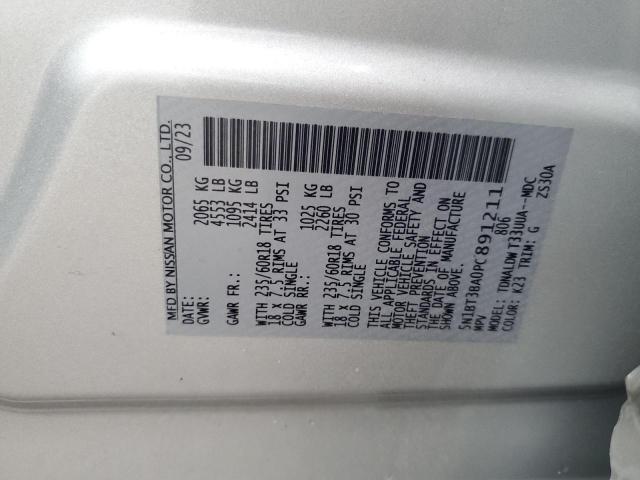 MFD BY NISSAN MOTOR CO., LTD.
DATE: 09/23
GVWR: 2065 KG
4553 LB
GAWR FR.: 1095 KG
2414 LB
WITH 235/60R18 TIRES
18 X 7.5 RIMS AT 33 PSI
COLD SINGLE
GAWR RR.: 1025 KG
2260 LB
WITH 235/60R18 TIRES
18 X 7.5 RIMS AT 30 PSI
COLD SINGLE
THIS VEHICLE CONFORMS TO
ALL APPLICABLE FEDERAL
MOTOR VEHICLE SAFETY AND
THEFT PREVENTION
STANDARDS IN EFFECT ON
THE DATE OF MANUFACTURE
SHOWN ABOVE.
5N1BT3BA0PC891211
MPV 806
MODEL: TDNALDWT33UUA--NDC
COLOR: K23 TRIM: G ZS30A